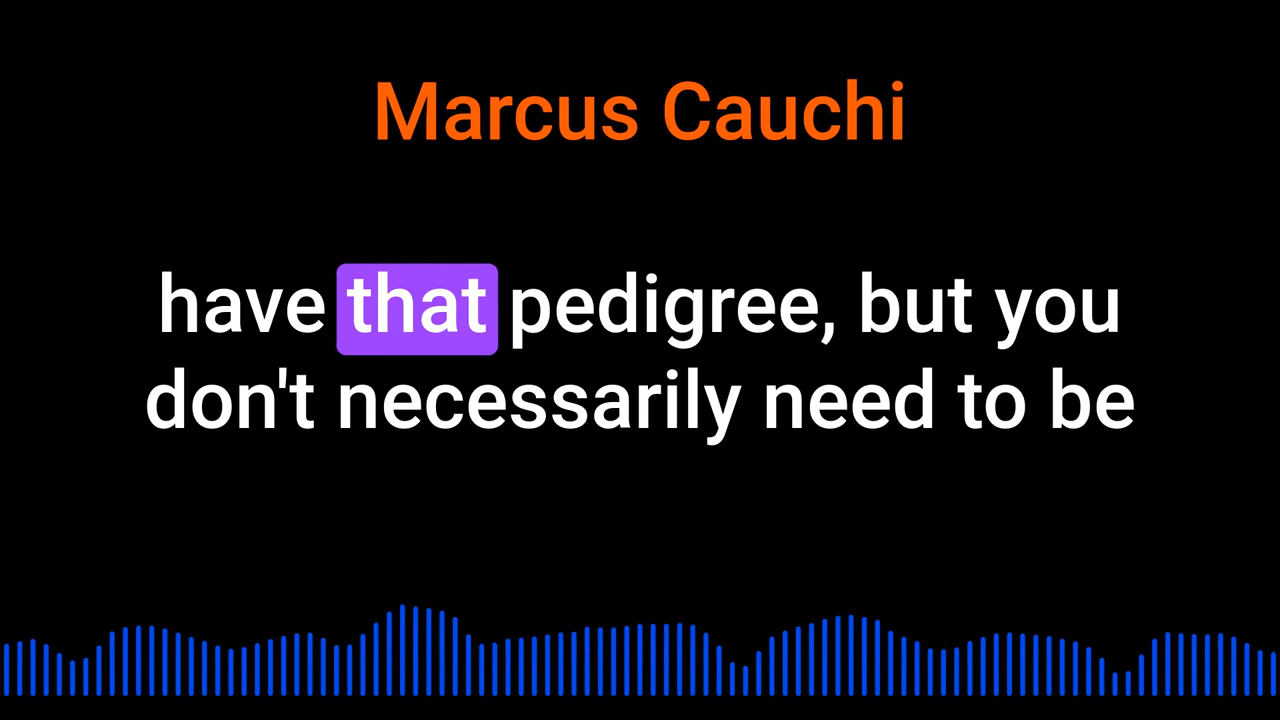 Marcus Cauchi
have that pedigree, but you
don't necessarily need to be